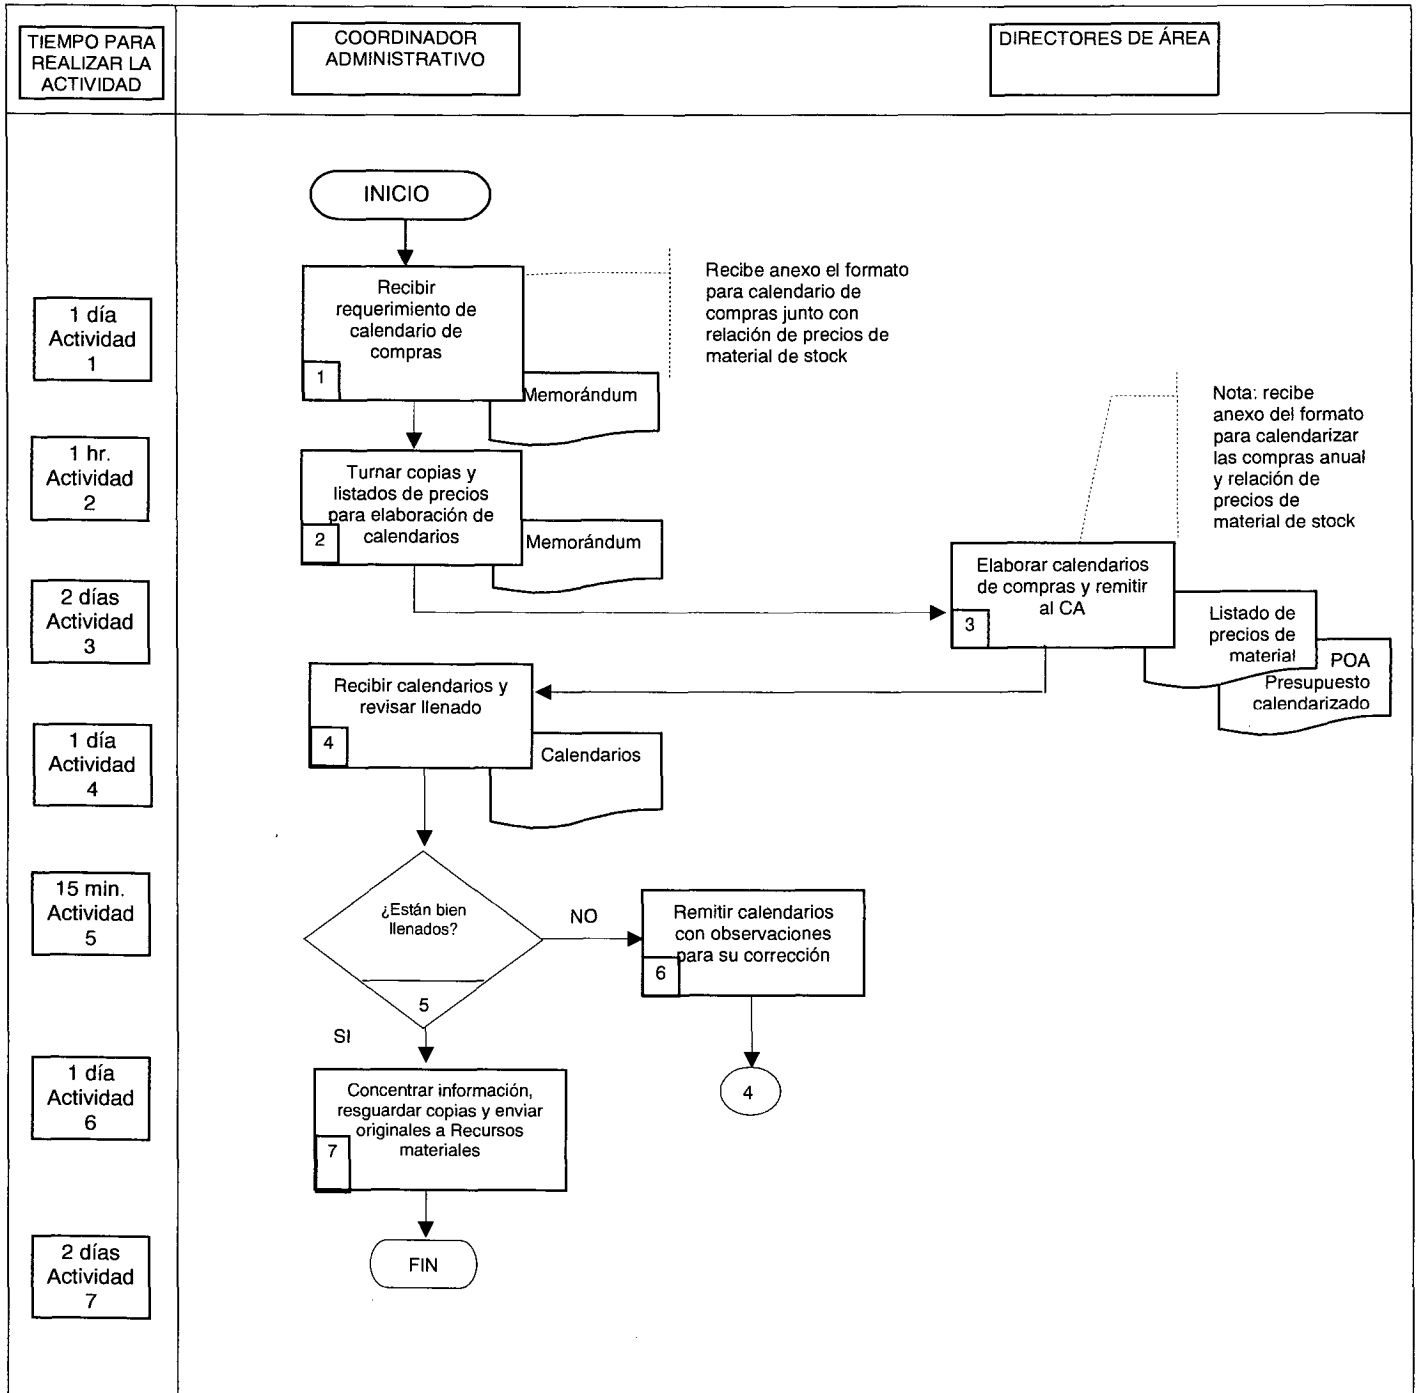 TIEMPO PARA
REALIZAR LA
ACTIVIDAD
COORDINADOR
ADMINISTRATIVO
DIRECTORES DE ÁREA
INICIO
1 día
Actividad
1
Recibir
requerimiento de
calendario de
compras
1
Memorándum
Recibe anexo el formato
para calendario de
compras junto con
relación de precios de
material de stock
1 hr.
Actividad
2
Turnar copias y
listados de precios
para elaboración de
calendarios
2
Memorándum
Nota: recibe
anexo del formato
para calendarizar
las compras anual
y relación de
precios de
material de stock
2 días
Actividad
3
Elaborar calendarios
de compras y remitir
al CA
3
Listado de
precios de
material
POA
Presupuesto
calendarizado
1 día
Actividad
4
Recibir calendarios y
revisar llenado
4
Calendarios
15 min.
Actividad
5
¿Están bien
llenados?
5
NO
SI
Remitir calendarios
con observaciones
para su corrección
6
4
1 día
Actividad
6
Concentrar información,
resguardar copias y enviar
originales a Recursos
materiales
7
2 días
Actividad
7
FIN